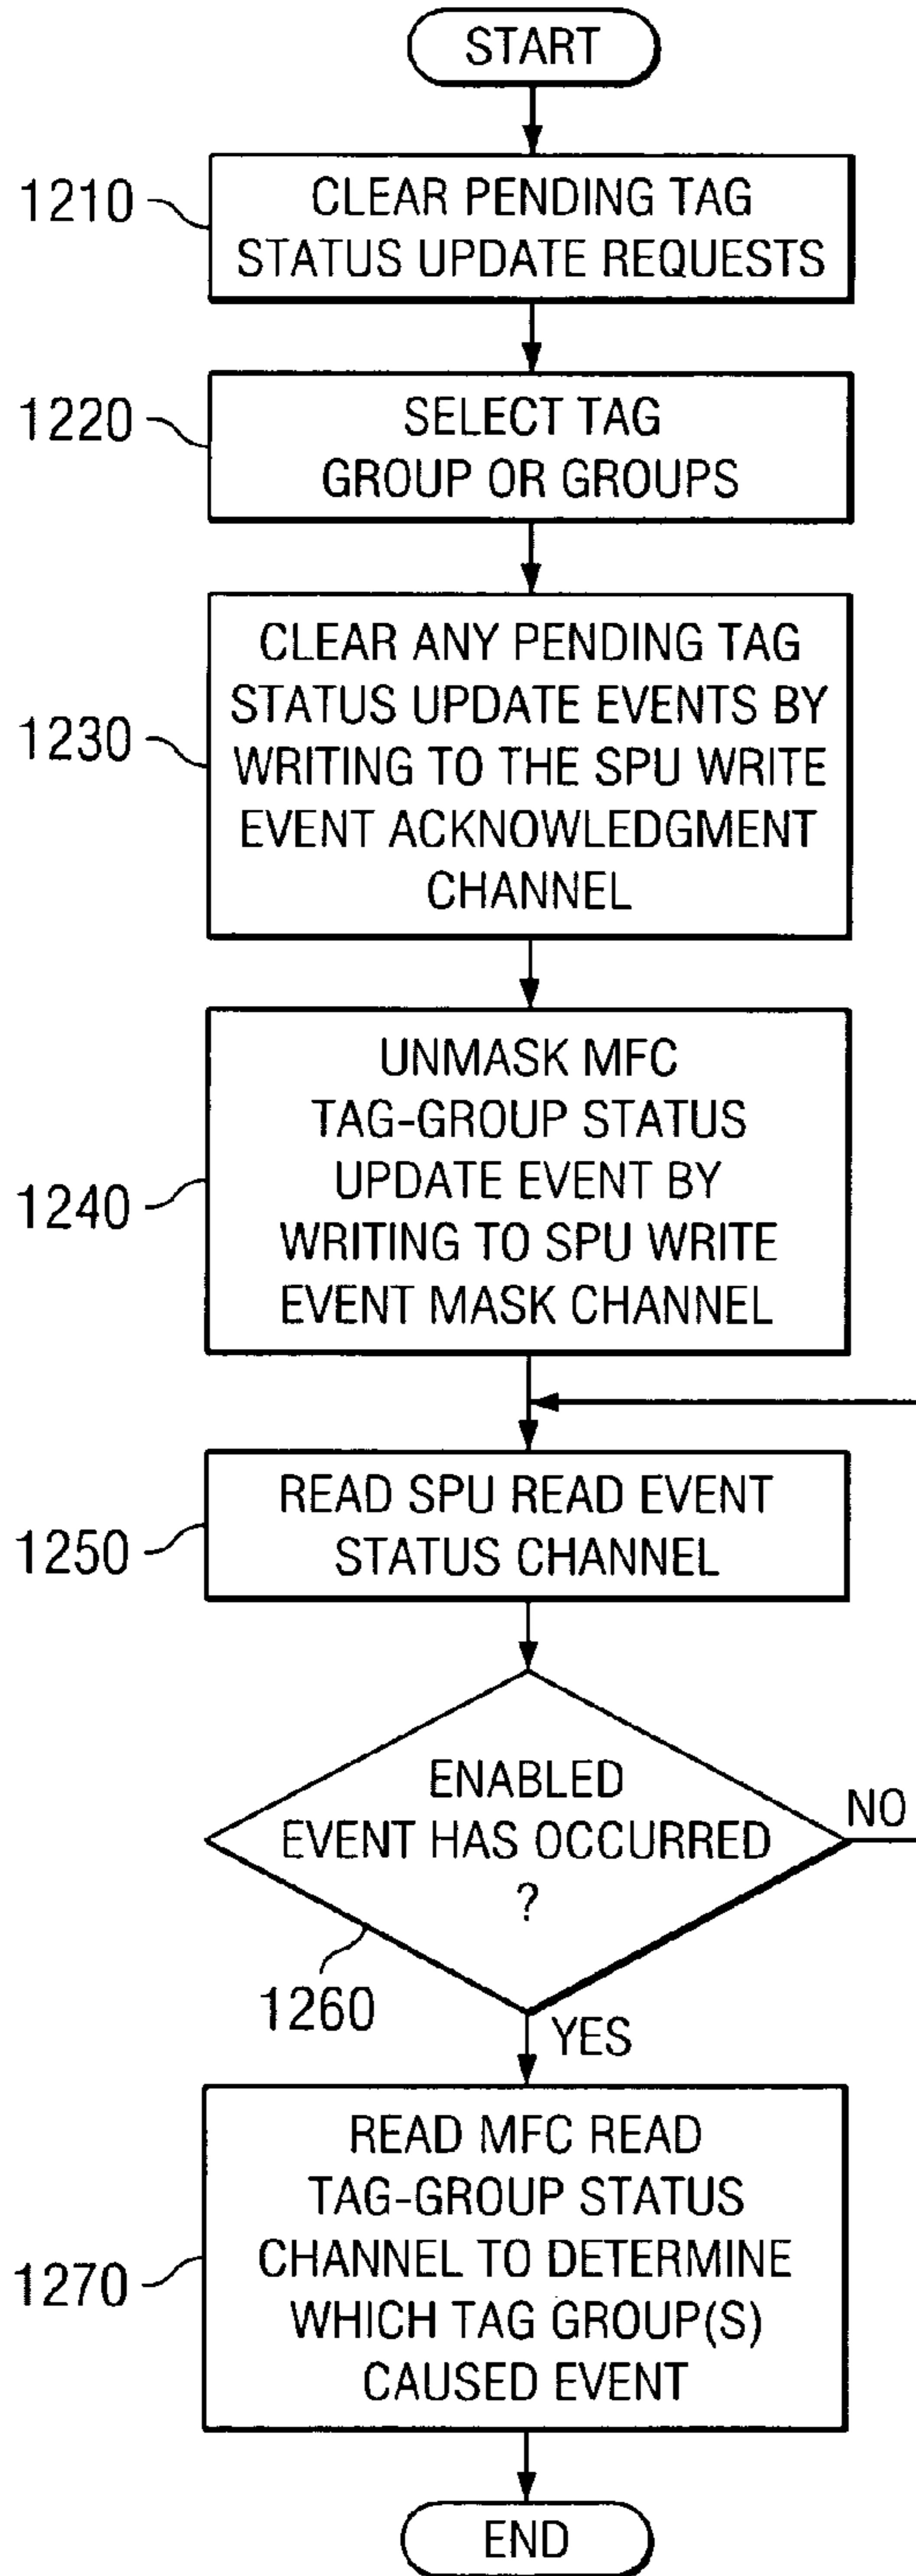 START
1210
CLEAR PENDING TAG
STATUS UPDATE REQUESTS
1220
SELECT TAG
GROUP OR GROUPS
1230
CLEAR ANY PENDING TAG
STATUS UPDATE EVENTS BY
WRITING TO THE SPU WRITE
EVENT ACKNOWLEDGMENT
CHANNEL
1240
UNMASK MFC
TAG-GROUP STATUS
UPDATE EVENT BY
WRITING TO SPU WRITE
EVENT MASK CHANNEL
1250
READ SPU READ EVENT
STATUS CHANNEL
ENABLED
EVENT HAS OCCURRED
?
NO
1260
YES
1270
READ MFC READ
TAG-GROUP STATUS
CHANNEL TO DETERMINE
WHICH TAG GROUP(S)
CAUSED EVENT
END